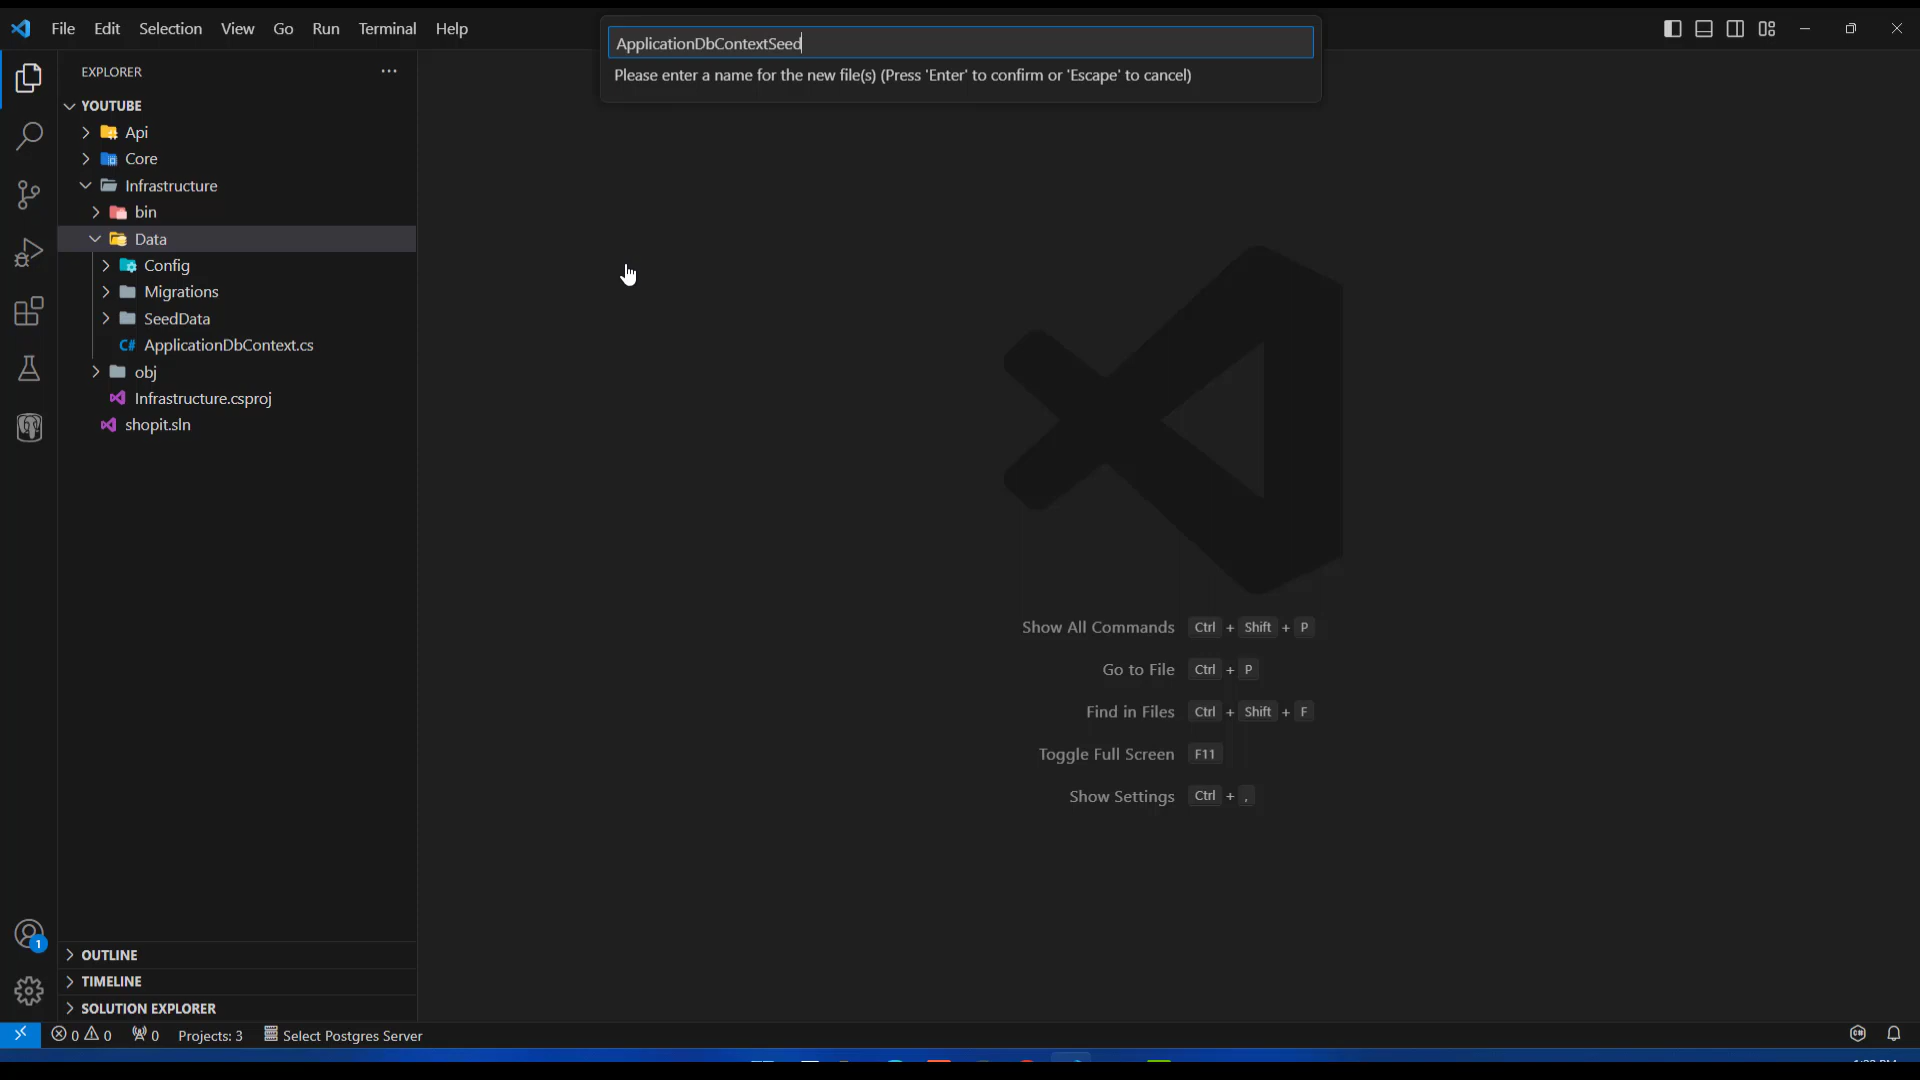 File Edit Selection View Go Run Terminal Help
ApplicationDbContextSeed
Please enter a name for the new file(s) (Press 'Enter' to confirm or 'Escape' to cancel)
EXPLORER
YOUTUBE
Api
Core
Infrastructure
bin
Data
Config
Migrations
SeedData
C# ApplicationDbContext.cs
obj
Infrastructure.csproj
shopit.sln
Show All Commands Ctrl + Shift + P
Go to File Ctrl + P
Find in Files Ctrl + Shift + F
Toggle Full Screen F11
Show Settings Ctrl + ,
1
OUTLINE
TIMELINE
SOLUTION EXPLORER
0 0 0 Projects: 3 Select Postgres Server